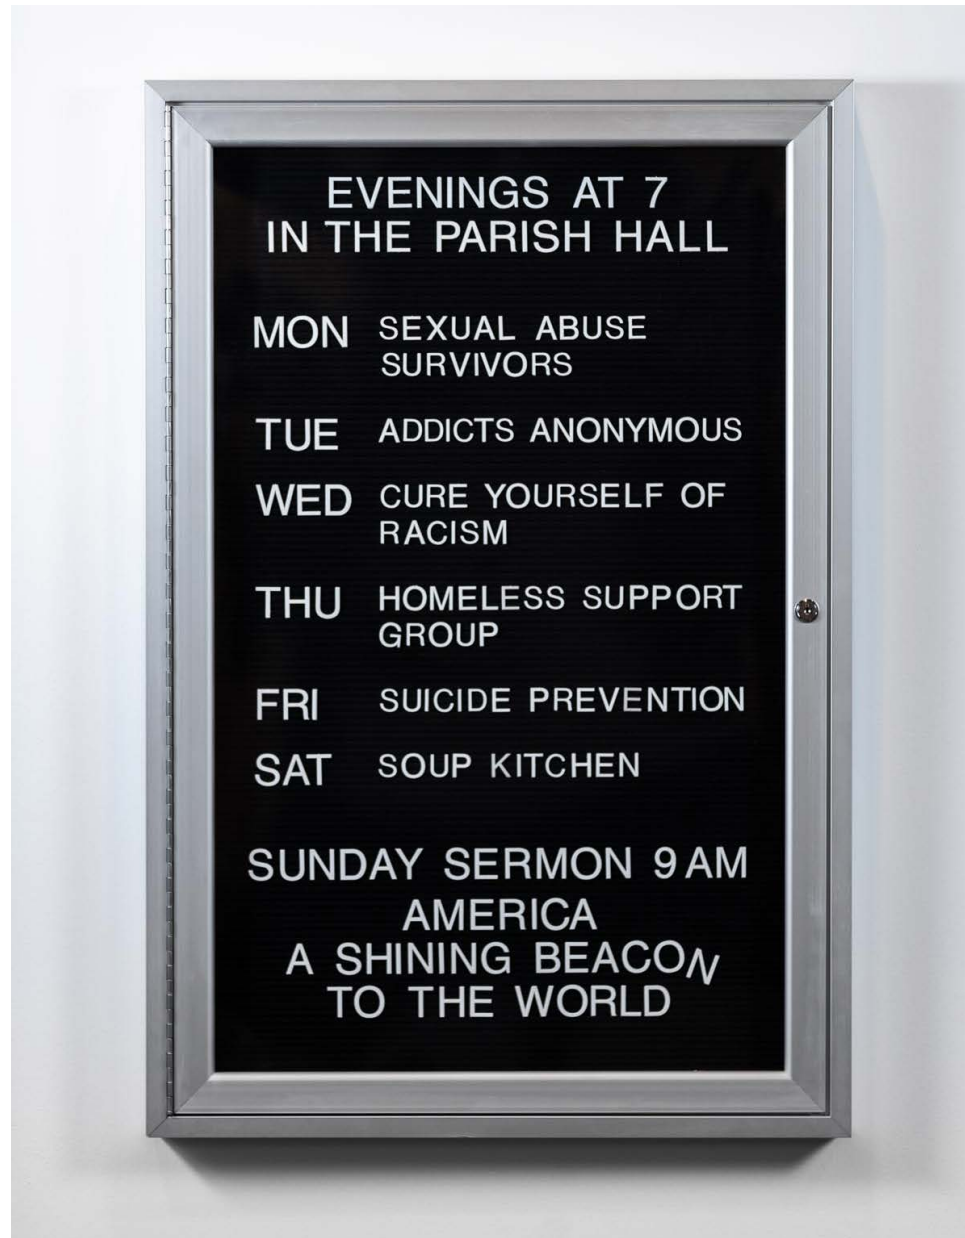 EVENINGS AT 7
IN THE PARISH HALL
MON SEXUAL ABUSE
SURVIVORS
TUE ADDICTS ANONYMOUS
WED CURE YOURSELF OF
RACISM
THU HOMELESS SUPPORT
GROUP
FRI SUICIDE PREVENTION
SAT SOUP KITCHEN
SUNDAY SERMON 9 AM
AMERICA
A SHINING BEACON
TO THE WORLD